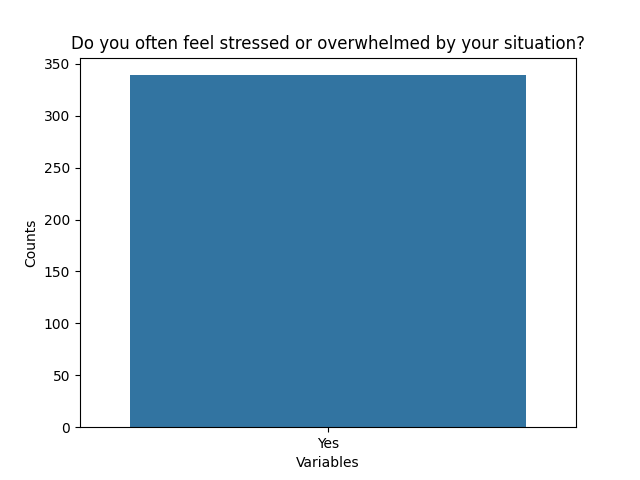 Do you often feel stressed or overwhelmed by your situation?
350
300
250
200
150
100
50
0
Counts
Yes
Variables